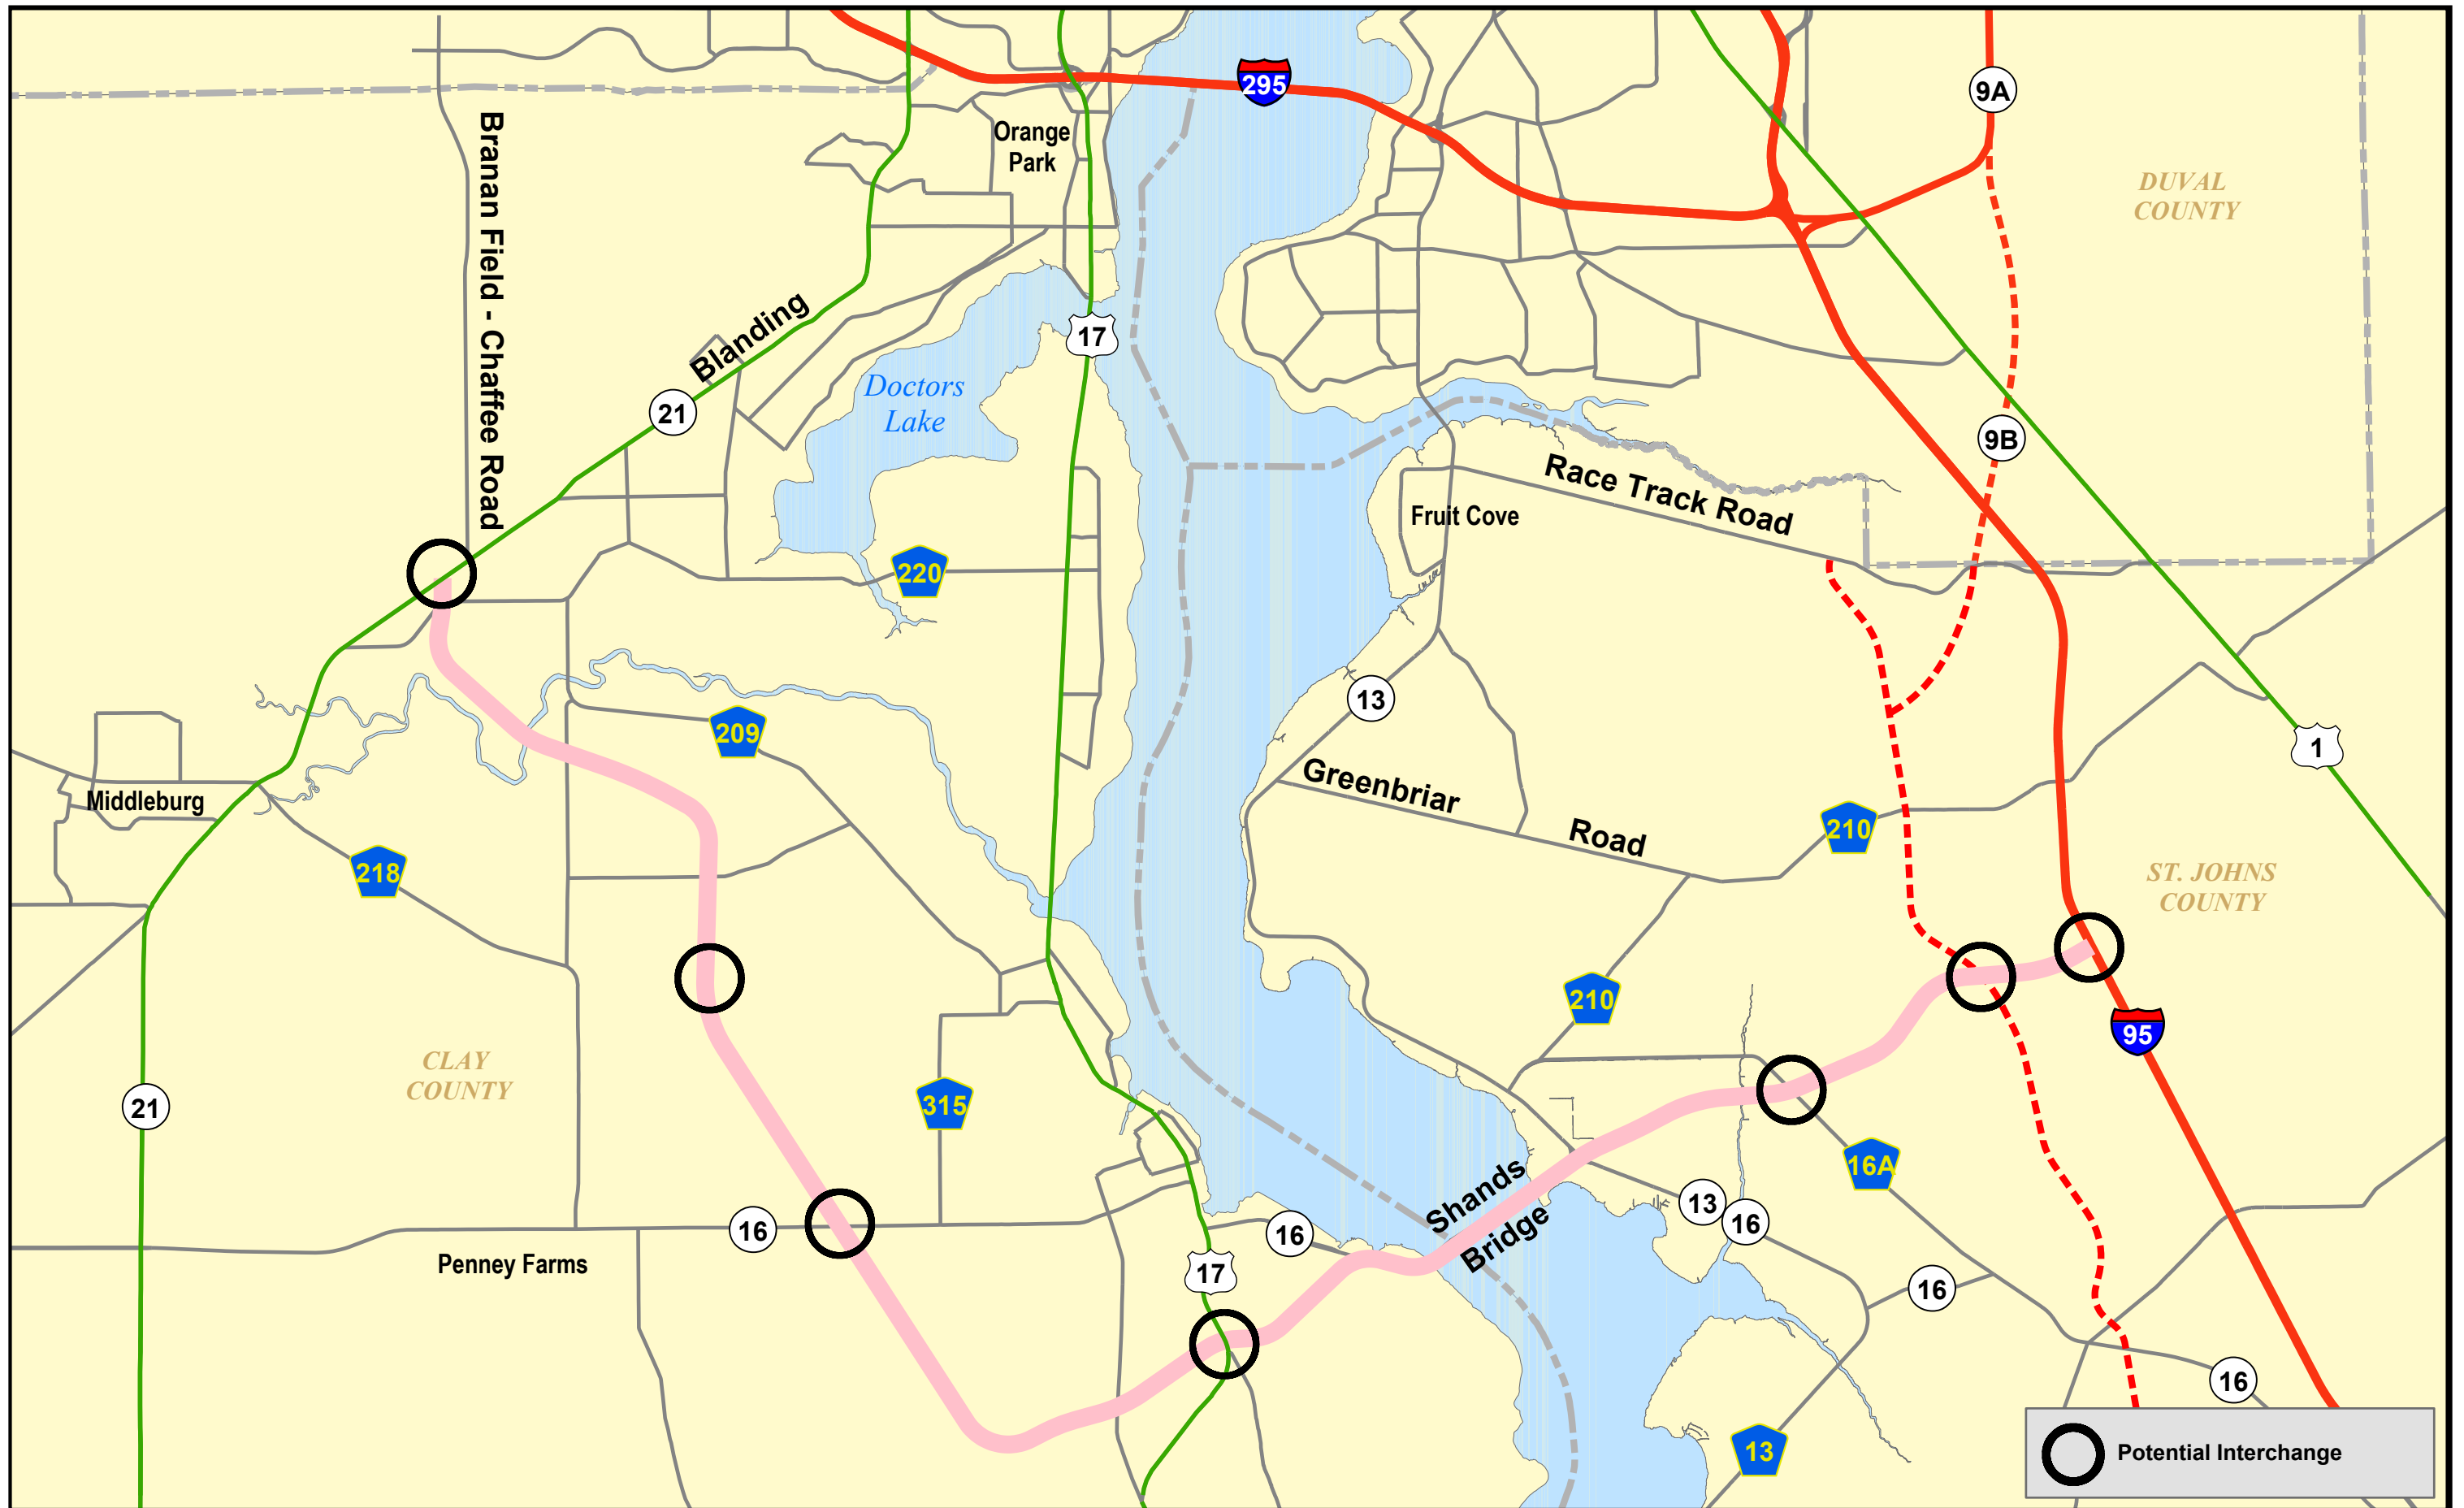 295
9A
Orange
Park
DUVAL
COUNTY
Branan Field - Chaffee Road
Blanding
17
21
Doctors
Lake
9B
Race Track Road
Fruit Cove
220
13
209
1
Greenbriar
Road
210
Middleburg
218
ST. JOHNS
COUNTY
210
95
CLAY
COUNTY
21
315
16A
Shands
Bridge
13
16
16
16
Penney Farms
17
16
16
13
Potential Interchange